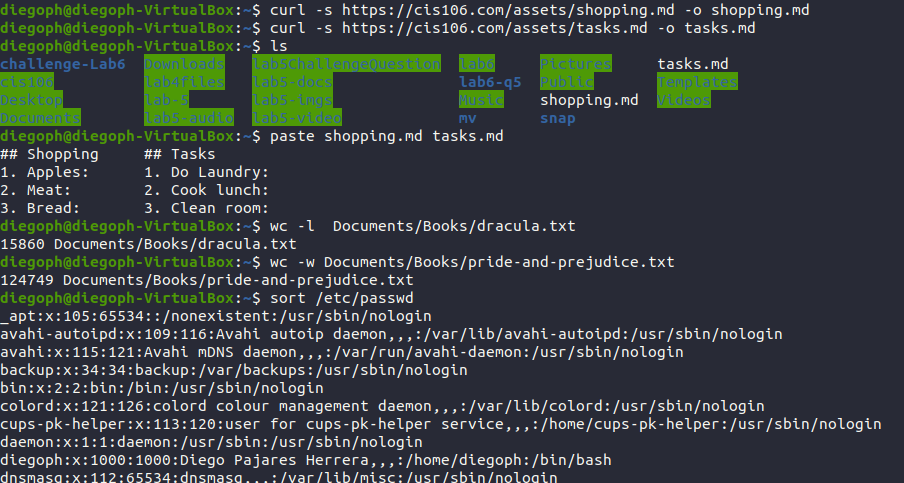 diegoph@diegoph-VirtualBox:~$ curl -s https://cis106.com/assets/shopping.md -o shopping.md
diegoph@diegoph-VirtualBox:~$ curl -s https://cis106.com/assets/tasks.md -o tasks.md
diegoph@diegoph-VirtualBox:~$ ls
challenge-Lab6  Downloads    lab5ChallengeQuestion  lab6     Pictures     tasks.md
cis106          lab4files    lab5-docs              lab6-q5  Public       Templates
Desktop         lab-5        lab5-imgs              Music    shopping.md  Videos
Documents       lab5-audio   lab5-video             mv       snap
diegoph@diegoph-VirtualBox:~$ paste shopping.md tasks.md
## Shopping     ## Tasks
1. Apples:      1. Do Laundry:
2. Meat:        2. Cook lunch:
3. Bread:       3. Clean room:
diegoph@diegoph-VirtualBox:~$ wc -l  Documents/Books/dracula.txt
15860 Documents/Books/dracula.txt
diegoph@diegoph-VirtualBox:~$ wc -w Documents/Books/pride-and-prejudice.txt
124749 Documents/Books/pride-and-prejudice.txt
diegoph@diegoph-VirtualBox:~$ sort /etc/passwd
_apt:x:105:65534::/nonexistent:/usr/sbin/nologin
avahi-autoipd:x:109:116:Avahi autoip daemon,,,:/var/lib/avahi-autoipd:/usr/sbin/nologin
avahi:x:115:121:Avahi mDNS daemon,,,:/var/run/avahi-daemon:/usr/sbin/nologin
backup:x:34:34:backup:/var/backups:/usr/sbin/nologin
bin:x:2:2:bin:/bin:/usr/sbin/nologin
colord:x:121:126:colord colour management daemon,,,:/var/lib/colord:/usr/sbin/nologin
cups-pk-helper:x:113:120:user for cups-pk-helper service,,,:/home/cups-pk-helper:/usr/sbin/nologin
daemon:x:1:1:daemon:/usr/sbin:/usr/sbin/nologin
diegoph:x:1000:1000:Diego Pajares Herrera,,,:/home/diegoph:/bin/bash
dnsmasq:x:112:65534:dnsmasq,,,:/var/lib/misc:/usr/sbin/nologin